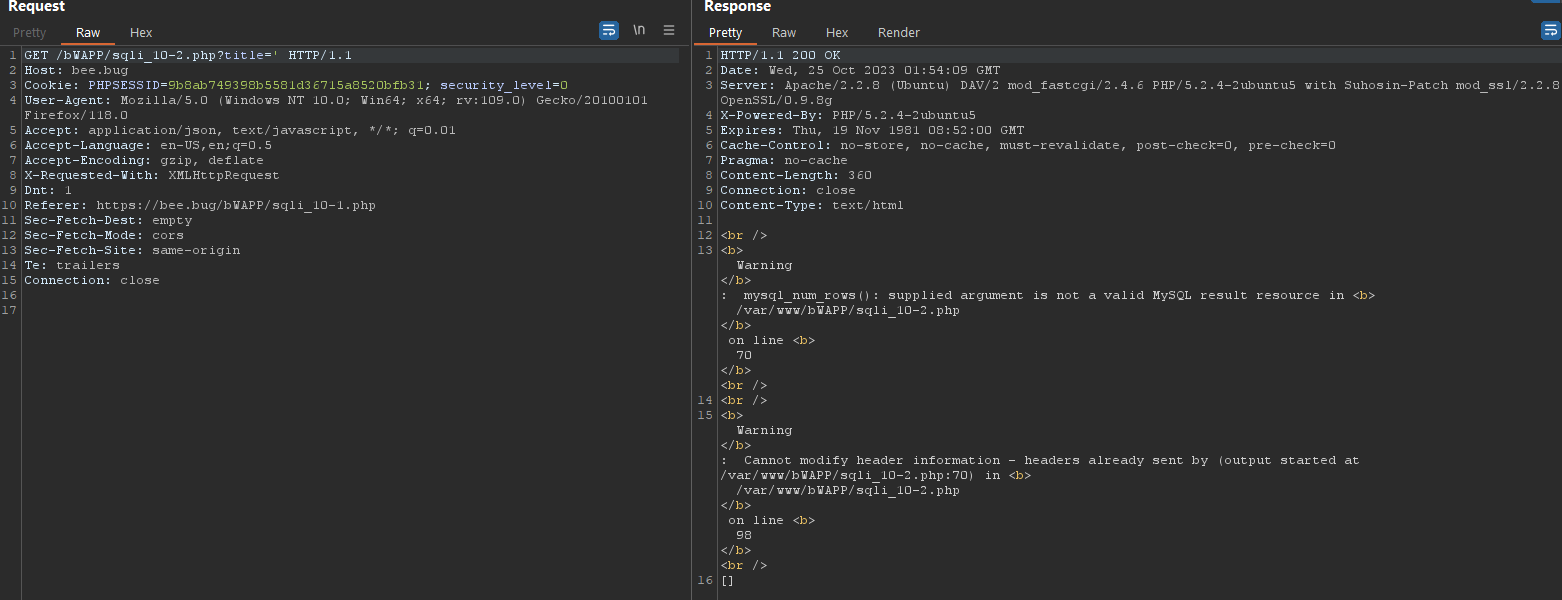 Request
Pretty Raw Hex
\n
1 GET /bWAPP/sqli_10-2.php?title=' HTTP/1.1
2 Host: bee.bug
3 Cookie: PHPSESSID=9b8ab749398b5581d36715a8520bfb31; security_level=0
4 User-Agent: Mozilla/5.0 (Windows NT 10.0; Win64; x64; rv:109.0) Gecko/20100101
Firefox/118.0
5 Accept: application/json, text/javascript, */*; q=0.01
6 Accept-Language: en-US,en;q=0.5
7 Accept-Encoding: gzip, deflate
8 X-Requested-With: XMLHttpRequest
9 Dnt: 1
10 Referer: https://bee.bug/bWAPP/sqli_10-1.php
11 Sec-Fetch-Dest: empty
12 Sec-Fetch-Mode: cors
13 Sec-Fetch-Site: same-origin
14 Te: trailers
15 Connection: close
16
17
Response
Pretty Raw Hex Render
1 HTTP/1.1 200 OK
2 Date: Wed, 25 Oct 2023 01:54:09 GMT
3 Server: Apache/2.2.8 (Ubuntu) DAV/2 mod_fastcgi/2.4.6 PHP/5.2.4-2ubuntu5 with Suhosin-Patch mod_ssl/2.2.8
OpenSSL/0.9.8g
4 X-Powered-By: PHP/5.2.4-2ubuntu5
5 Expires: Thu, 19 Nov 1981 08:52:00 GMT
6 Cache-Control: no-store, no-cache, must-revalidate, post-check=0, pre-check=0
7 Pragma: no-cache
8 Content-Length: 360
9 Connection: close
10 Content-Type: text/html
11
12 <br />
13 <b>
Warning
</b>
: mysql_num_rows(): supplied argument is not a valid MySQL result resource in <b>
/var/www/bWAPP/sqli_10-2.php
</b>
on line <b>
70
</b>
<br />
14 <br />
15 <b>
Warning
</b>
: Cannot modify header information - headers already sent by (output started at
/var/www/bWAPP/sqli_10-2.php:70) in <b>
/var/www/bWAPP/sqli_10-2.php
</b>
on line <b>
98
</b>
<br />
16 []